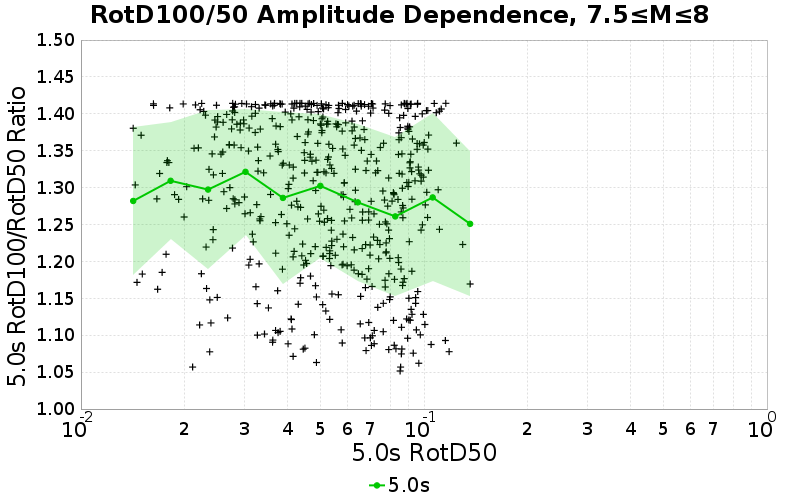 RotD100/50 Amplitude Dependence, 7.5≤M≤8
1.50
1.45
1.40
1.35
1.30
1.25
1.20
1.15
1.10
1.05
1.00
5.0s RotD100/RotD50 Ratio
10^-2 2 3 4 5 6 7 10^-1 2 3 4 5 6 7 10^0
5.0s RotD50
5.0s